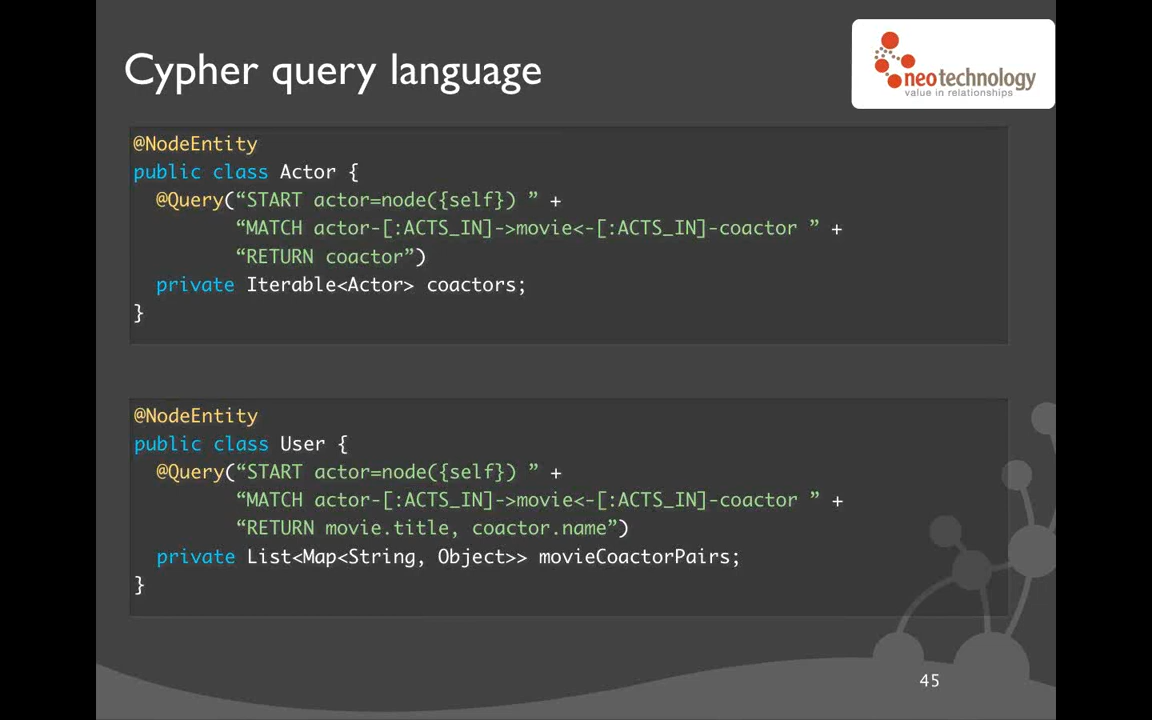 Cypher query language
neotechnology
value in relationships
@NodeEntity
public class Actor {
@Query(“START actor=node({self}) ” +
“MATCH actor-[:ACTS_IN]->movie<-[:ACTS_IN]-coactor ” +
“RETURN coactor”)
private Iterable<Actor> coactors;
}
@NodeEntity
public class User {
@Query(“START actor=node({self}) ” +
“MATCH actor-[:ACTS_IN]->movie<-[:ACTS_IN]-coactor ” +
“RETURN movie.title, coactor.name”)
private List<Map<String, Object>> movieCoactorPairs;
}
45